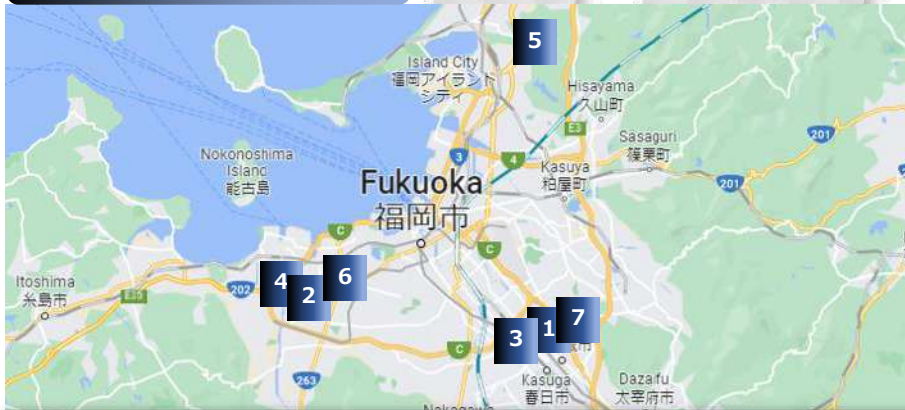 5
Island City
福岡アイランド
シティ
Hisayama
久山町
E3
3
4
201
Sasaguri
篠栗町
Nokonoshima
Island
能古島
Kasuya
粕屋町
201
Fukuoka
福岡市
C
C
Itoshima
糸島市
E35
202
4
2
6
3
1
7
市
C
263
Kasuga
春日市
Dazaifu
太宰府市
Nakagawa